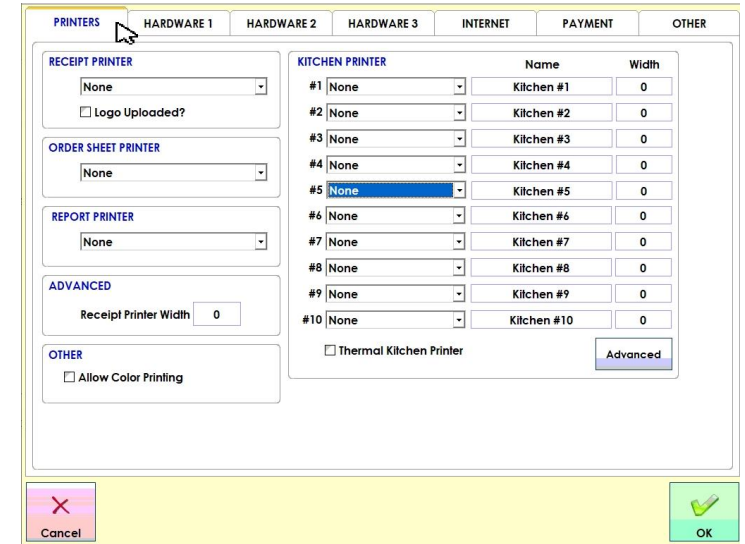 PRINTERS HARDWARE 1 HARDWARE 2 HARDWARE 3 INTERNET PAYMENT OTHER
RECEIPT PRINTER
None
Logo Uploaded?
ORDER SHEET PRINTER
None
REPORT PRINTER
None
ADVANCED
Receipt Printer Width 0
OTHER
Allow Color Printing
KITCHEN PRINTER Name Width
#1 None Kitchen #1 0
#2 None Kitchen #2 0
#3 None Kitchen #3 0
#4 None Kitchen #4 0
#5 None Kitchen #5 0
#6 None Kitchen #6 0
#7 None Kitchen #7 0
#8 None Kitchen #8 0
#9 None Kitchen #9 0
#10 None Kitchen #10 0
Thermal Kitchen Printer Advanced
Cancel OK